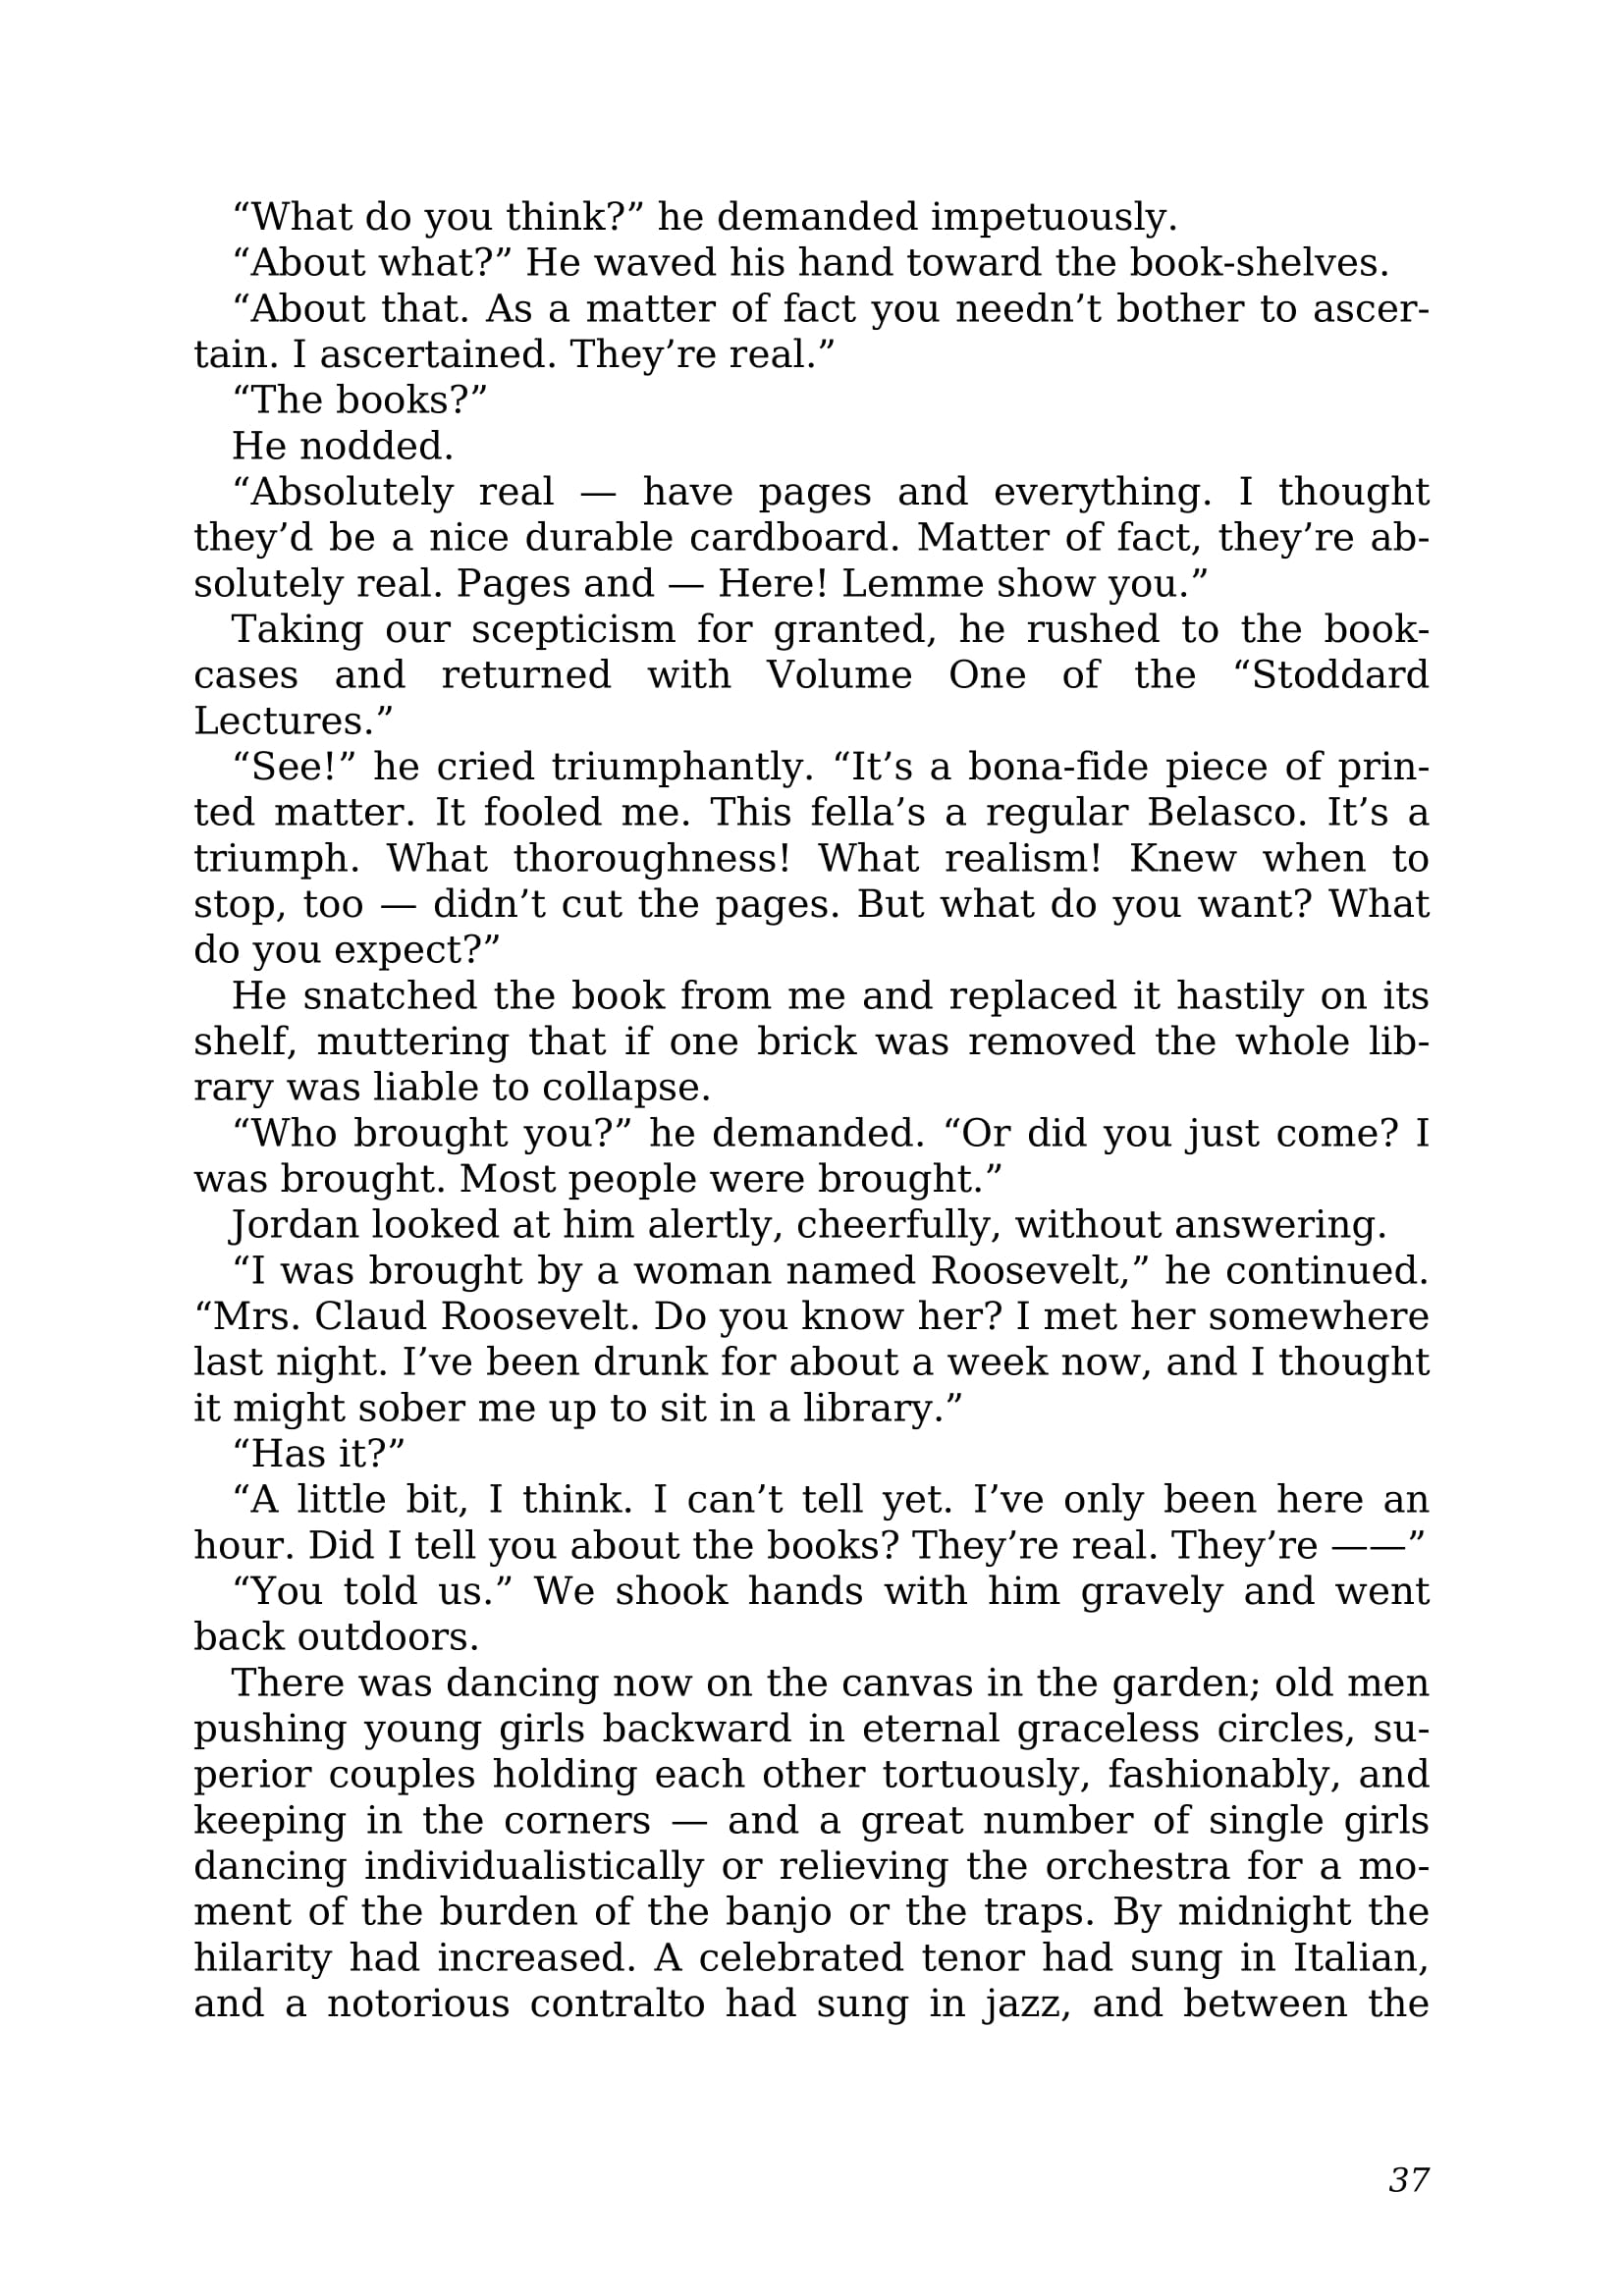 “What do you think?” he demanded impetuously.
“About what?” He waved his hand toward the book-shelves.
“About that. As a matter of fact you needn’t bother to ascer-
tain. I ascertained. They’re real.”
“The books?”
He nodded.
“Absolutely real — have pages and everything. I thought
they’d be a nice durable cardboard. Matter of fact, they’re ab-
solutely real. Pages and — Here! Lemme show you.”
Taking our scepticism for granted, he rushed to the book-
cases and returned with Volume One of the “Stoddard
Lectures.”
“See!” he cried triumphantly. “It’s a bona-fide piece of prin-
ted matter. It fooled me. This fella’s a regular Belasco. It’s a
triumph. What thoroughness! What realism! Knew when to
stop, too — didn’t cut the pages. But what do you want? What
do you expect?”
He snatched the book from me and replaced it hastily on its
shelf, muttering that if one brick was removed the whole lib-
rary was liable to collapse.
“Who brought you?” he demanded. “Or did you just come? I
was brought. Most people were brought.”
Jordan looked at him alertly, cheerfully, without answering.
“I was brought by a woman named Roosevelt,” he continued.
“Mrs. Claud Roosevelt. Do you know her? I met her somewhere
last night. I’ve been drunk for about a week now, and I thought
it might sober me up to sit in a library.”
“Has it?”
“A little bit, I think. I can’t tell yet. I’ve only been here an
hour. Did I tell you about the books? They’re real. They’re ——”
“You told us.” We shook hands with him gravely and went
back outdoors.
There was dancing now on the canvas in the garden; old men
pushing young girls backward in eternal graceless circles, su-
perior couples holding each other tortuously, fashionably, and
keeping in the corners — and a great number of single girls
dancing individualistically or relieving the orchestra for a mo-
ment of the burden of the banjo or the traps. By midnight the
hilarity had increased. A celebrated tenor had sung in Italian,
and a notorious contralto had sung in jazz, and between the
37